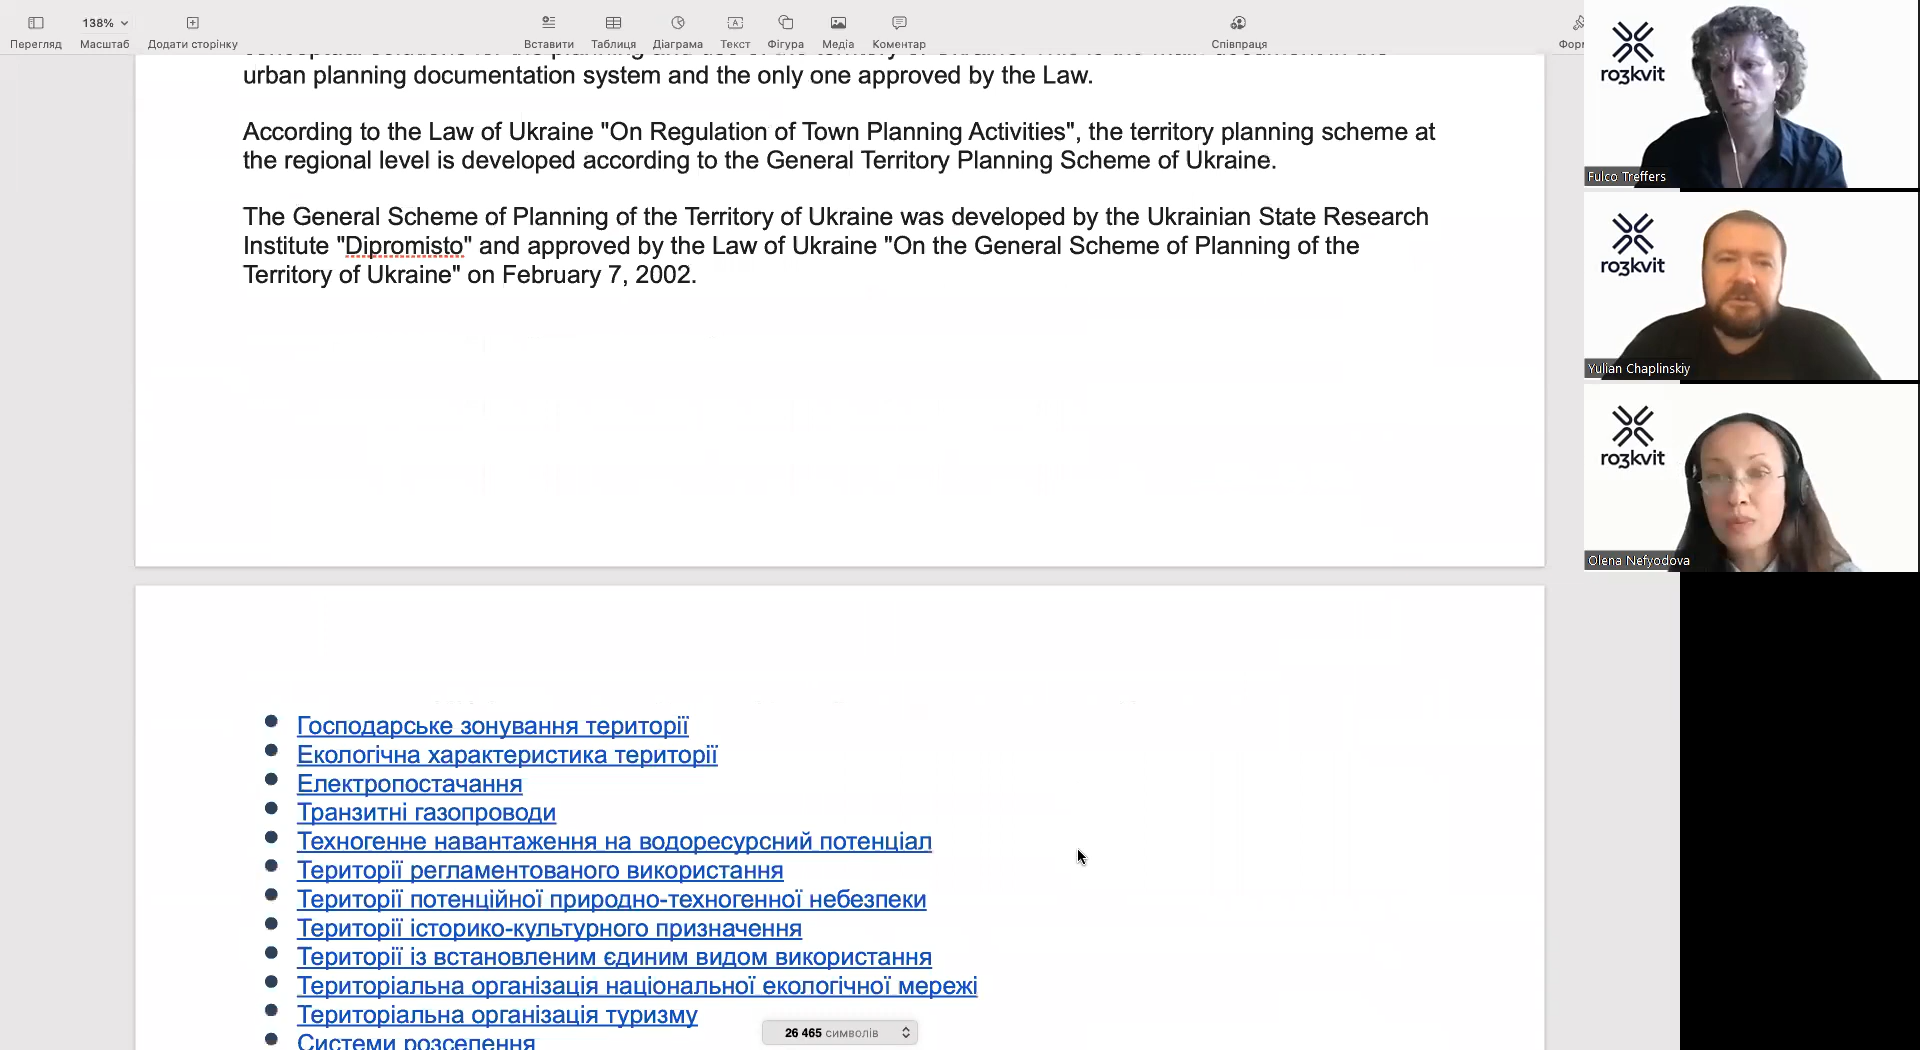 138%
Перегляд
Масштаб
Додати сторінку
Вставити
Таблиця
Діаграма
Текст
Фігура
Медіа
Коментар
Співпраця
urban planning documentation system and the only one approved by the Law.
According to the Law of Ukraine "On Regulation of Town Planning Activities", the territory planning scheme at
the regional level is developed according to the General Territory Planning Scheme of Ukraine.
The General Scheme of Planning of the Territory of Ukraine was developed by the Ukrainian State Research
Institute "Dipromisto" and approved by the Law of Ukraine "On the General Scheme of Planning of the
Territory of Ukraine" on February 7, 2002.
Господарське зонування території
Екологічна характеристика території
Електропостачання
Транзитні газопроводи
Техногенне навантаження на водоресурсний потенціал
Території регламентованого використання
Території потенційної природно-техногенної небезпеки
Території історико-культурного призначення
Території із встановленим єдиним видом використання
Територіальна організація національної екологічної мережі
Територіальна організація туризму
Системи розселення
26 465 символів
roзkvit
Fulco Treffers
roзkvit
Yulian Chaplinskiy
roзkvit
Olena Nefyodova